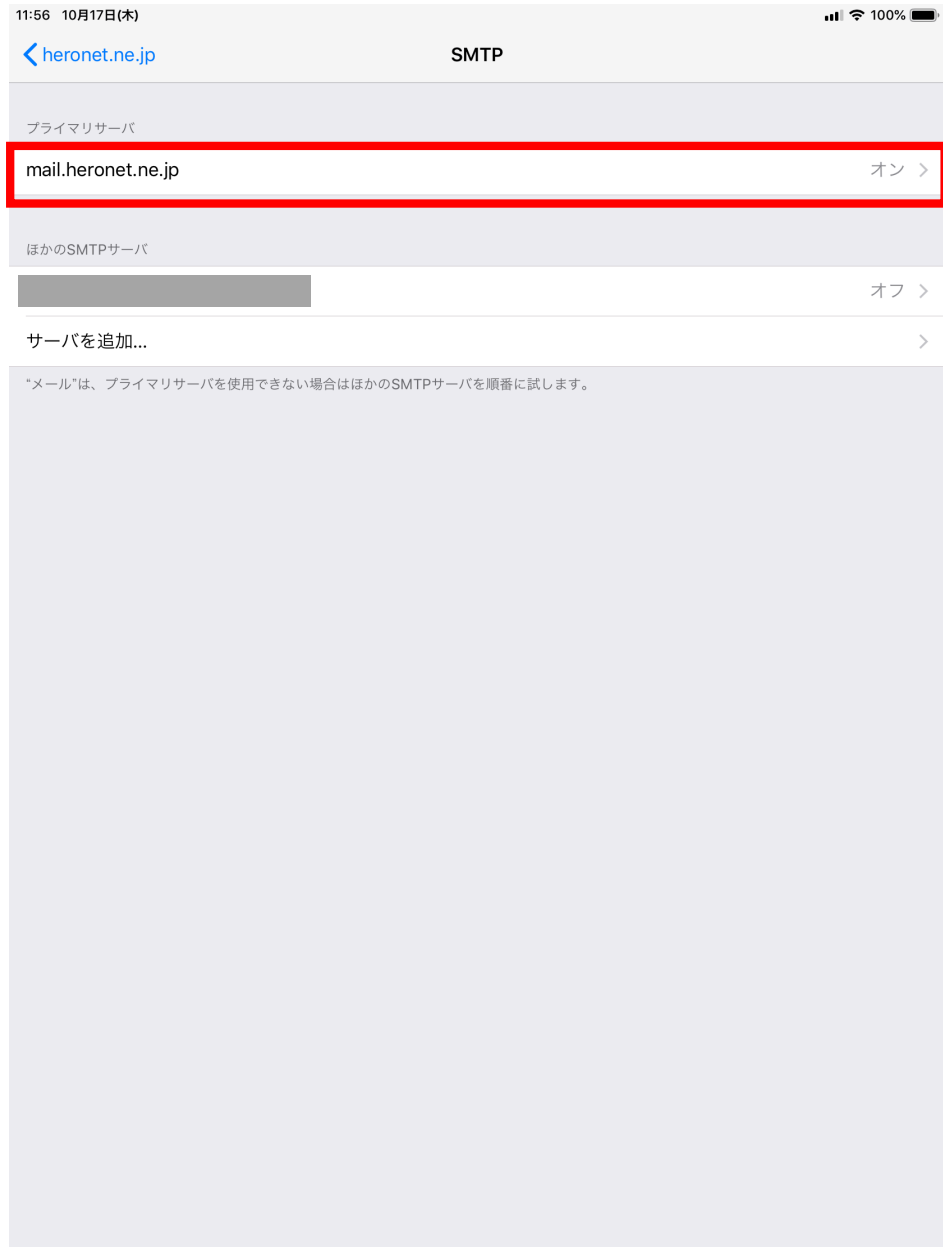 11:56 10月17日(木) 100%
heronet.ne.jp SMTP
プライマリサーバ
mail.heronet.ne.jp オン
ほかのSMTPサーバ
オフ
サーバを追加...
“メール”は、プライマリサーバを使用できない場合はほかのSMTPサーバを順番に試します。